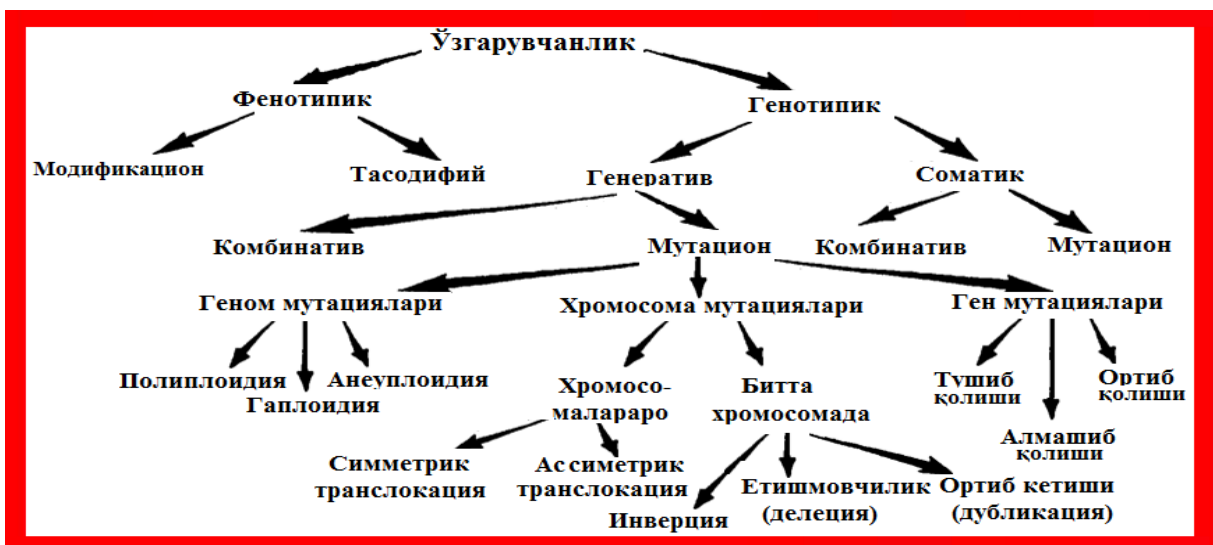 Ўзгарувчанлик
Фенотипик
Генотипик
Модификацион
Тасодифий
Генератив
Соматик
Комбинатив
Мутацион
Комбинатив
Мутацион
Геном мутациялари
Хромосома мутациялари
Ген мутациялари
Полиплоидия
Гаплоидия
Анеуплоидия
Хромосо-
малараро
Битта
хромосомада
Тушиб
қолиши
Алмашиб
қолиши
Ортиб
қолиши
Симметрик
транслокация
Ассиметрик
транслокация
Инверция
Етишмовчилик
(делеция)
Ортиб кетиши
(дубликация)